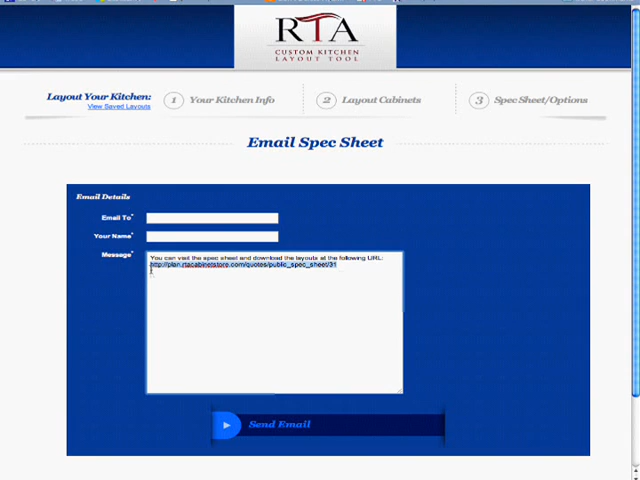 RTA
CUSTOM KITCHEN
LAYOUT TOOL
Layout Your Kitchen:
View Saved Layouts
1 Your Kitchen Info
2 Layout Cabinets
3 Spec Sheet/Options
Email Spec Sheet
Email Details
Email To*
Your Name*
Message*
You can visit the spec sheet and download the layouts at the following URL:
http://plan.rtacabinetstore.com/quotes/public_spec_sheet/31
Send Email